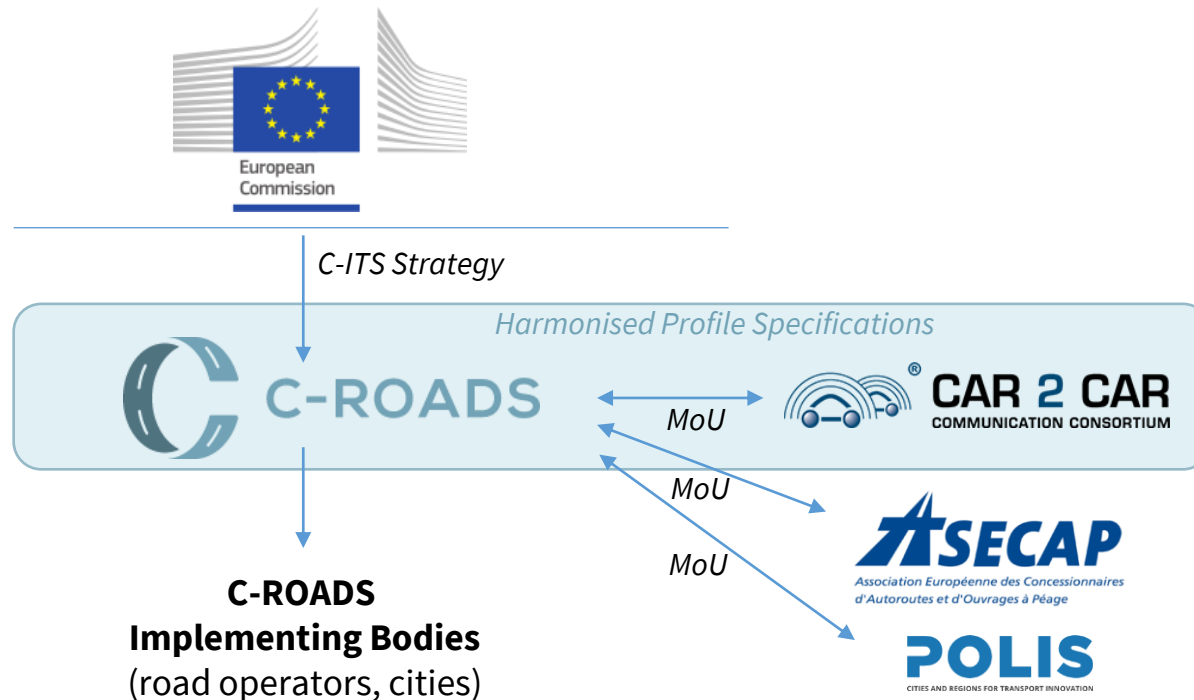 European
Commission
C-ITS Strategy
Harmonised Profile Specifications
C-ROADS
MoU
CAR 2 CAR
COMMUNICATION CONSORTIUM
®
MoU
ASECAP
Association Européenne des Concessionnaires
d'Autoroutes et d'Ouvrages à Péage
MoU
C-ROADS
Implementing Bodies
(road operators, cities)
POLIS
CITIES AND REGIONS FOR TRANSPORT INNOVATION